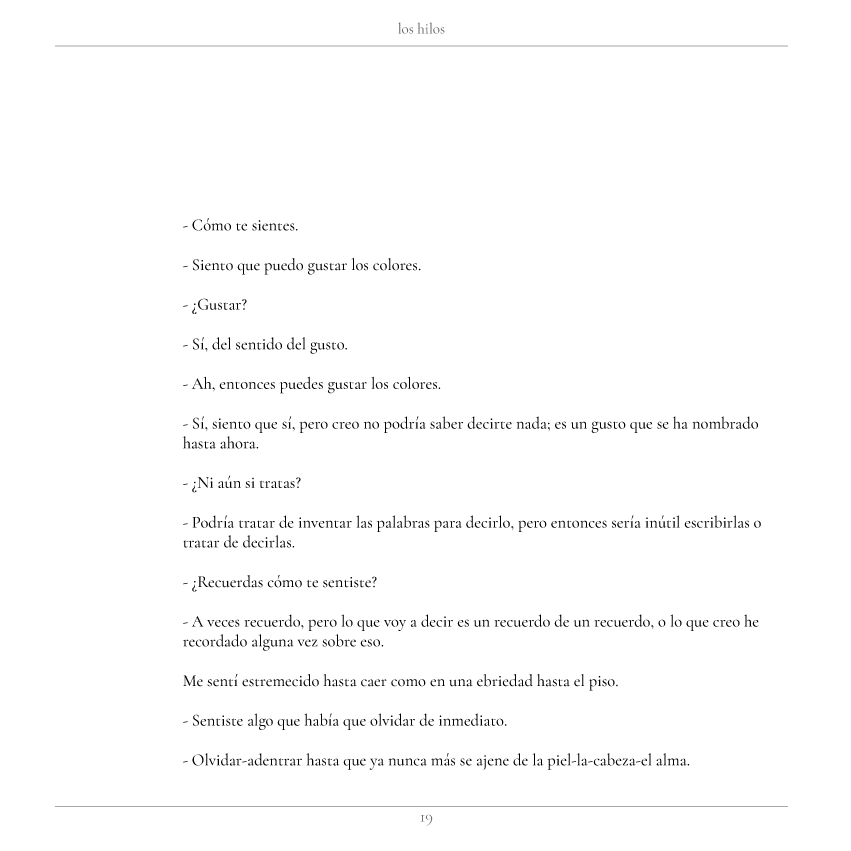 los hilos
- Cómo te sientes.
- Siento que puedo gustar los colores.
- ¿Gustar?
- Sí, del sentido del gusto.
- Ah, entonces puedes gustar los colores.
- Sí, siento que sí, pero creo no podría saber decirte nada; es un gusto que se ha nombrado
hasta ahora.
- ¿Ni aún si tratas?
- Podría tratar de inventar las palabras para decirlo, pero entonces sería inútil escribirlas o
tratar de decirlas.
- ¿Recuerdas cómo te sentiste?
- A veces recuerdo, pero lo que voy a decir es un recuerdo de un recuerdo, o lo que creo he
recordado alguna vez sobre eso.
Me sentí estremecido hasta caer como en una ebriedad hasta el piso.
- Sentiste algo que había que olvidar de inmediato.
- Olvidar-adentrar hasta que ya nunca más se ajene de la piel-la-cabeza-el alma.
19